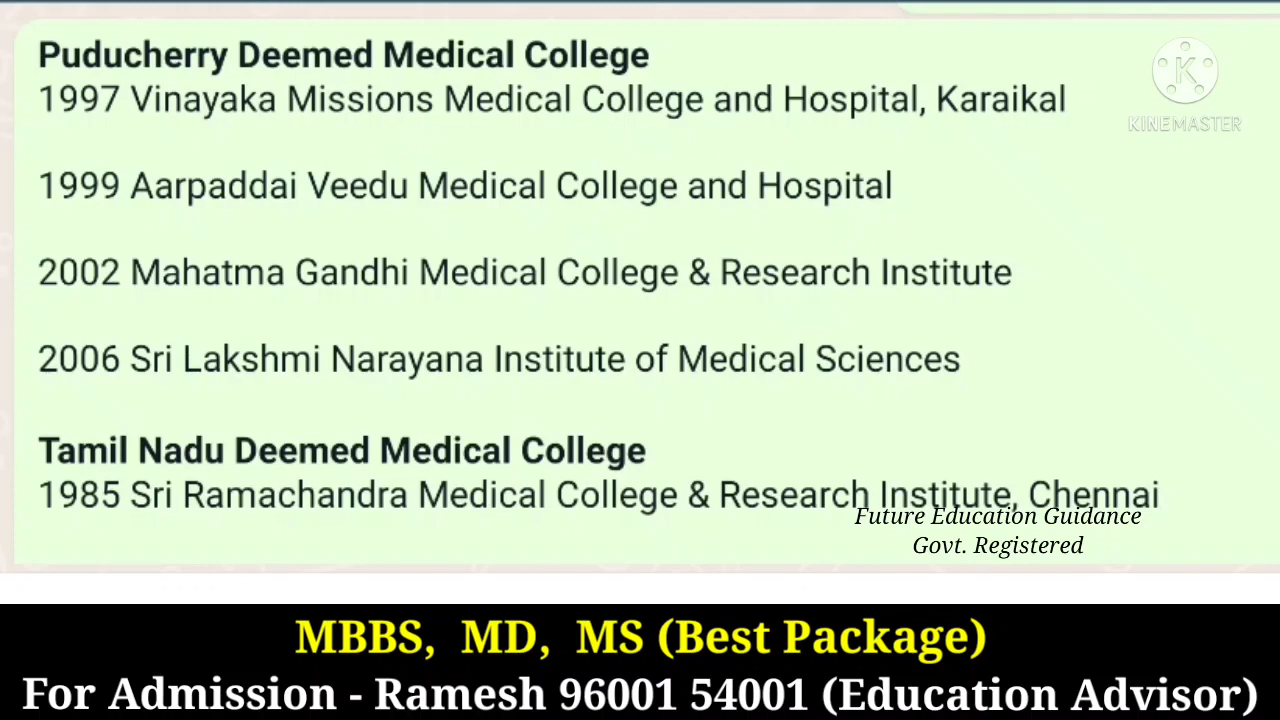 Puducherry Deemed Medical College
1997 Vinayaka Missions Medical College and Hospital, Karaikal
KINEMASTER
1999 Aarpaddai Veedu Medical College and Hospital
2002 Mahatma Gandhi Medical College & Research Institute
2006 Sri Lakshmi Narayana Institute of Medical Sciences
Tamil Nadu Deemed Medical College
1985 Sri Ramachandra Medical College & Research Institute, Chennai
Future Education Guidance
Govt. Registered
MBBS, MD, MS (Best Package)
For Admission - Ramesh 96001 54001 (Education Advisor)